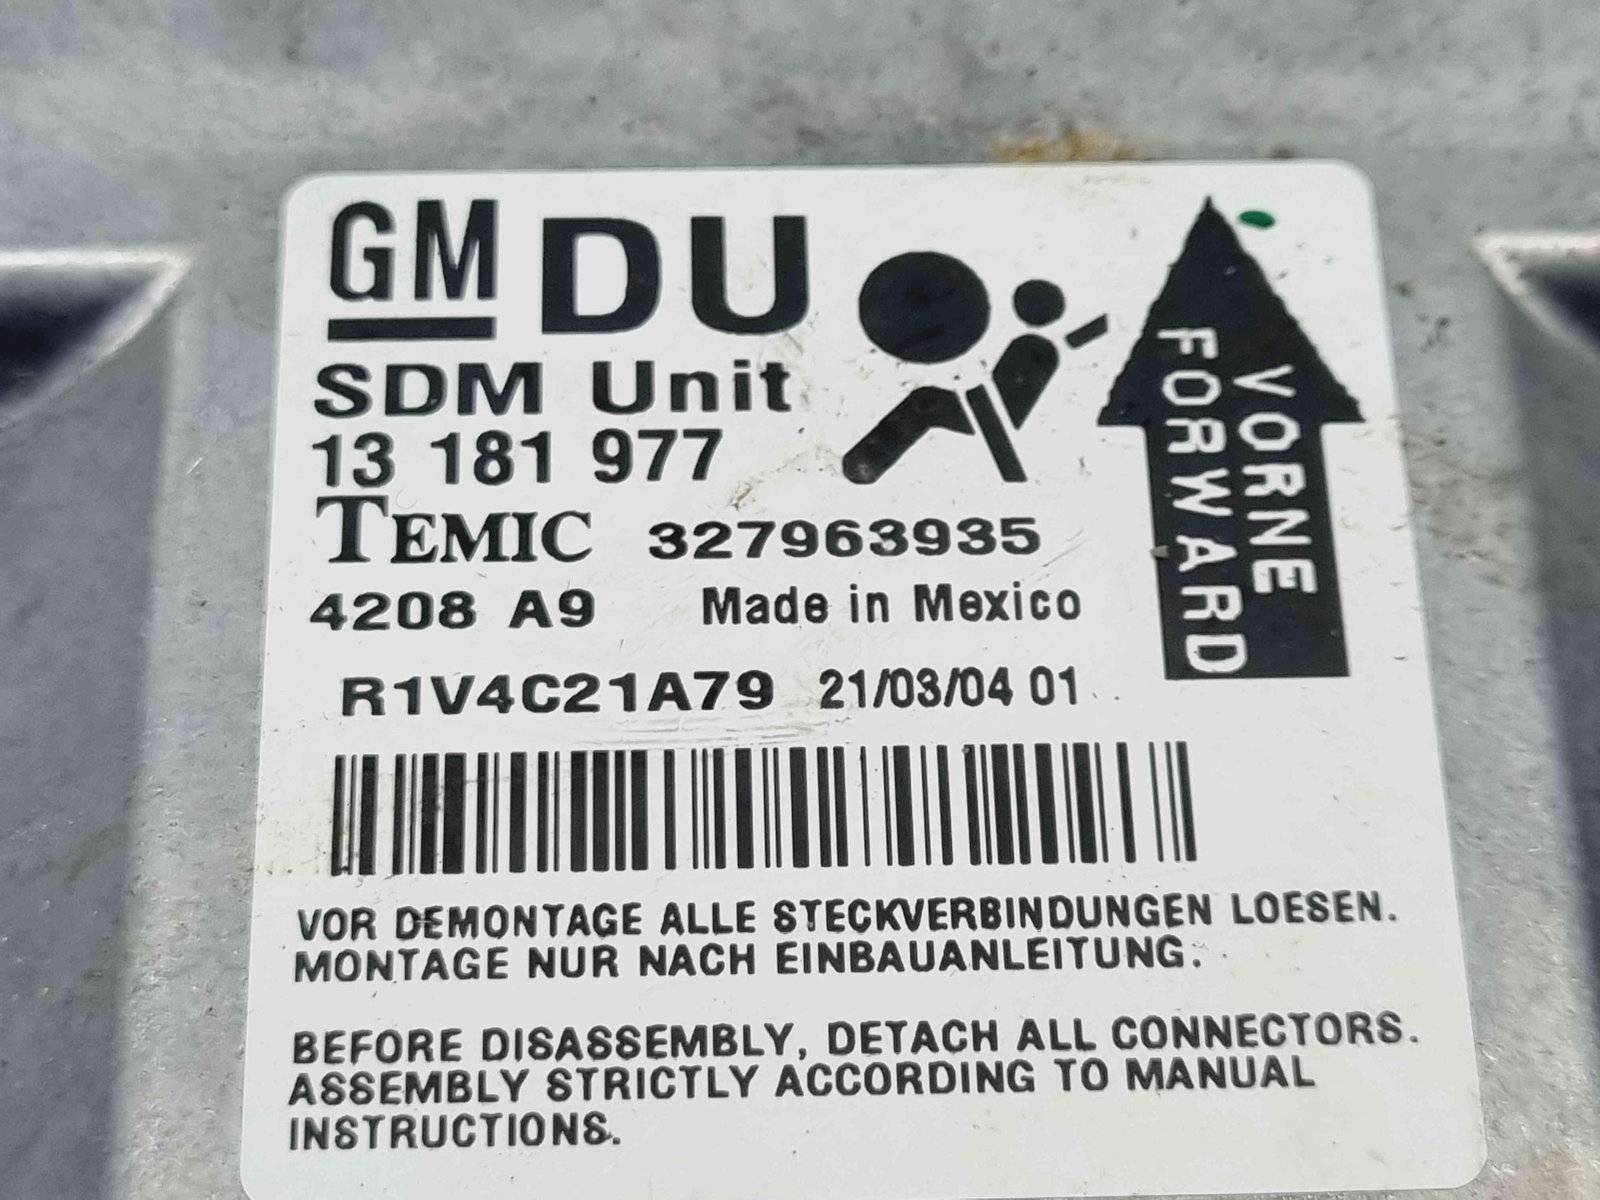 GM DU
SDM Unit
13 181 977
TEMIC 327963935
4208 A9 Made in Mexico
R1V4C21A79 21/03/04 01
VORNE
FORWARD
VOR DEMONTAGE ALLE STECKVERBINDUNGEN LOESEN.
MONTAGE NUR NACH EINBAUANLEITUNG.
BEFORE DISASSEMBLY, DETACH ALL CONNECTORS.
ASSEMBLY STRICTLY ACCORDING TO MANUAL
INSTRUCTIONS.